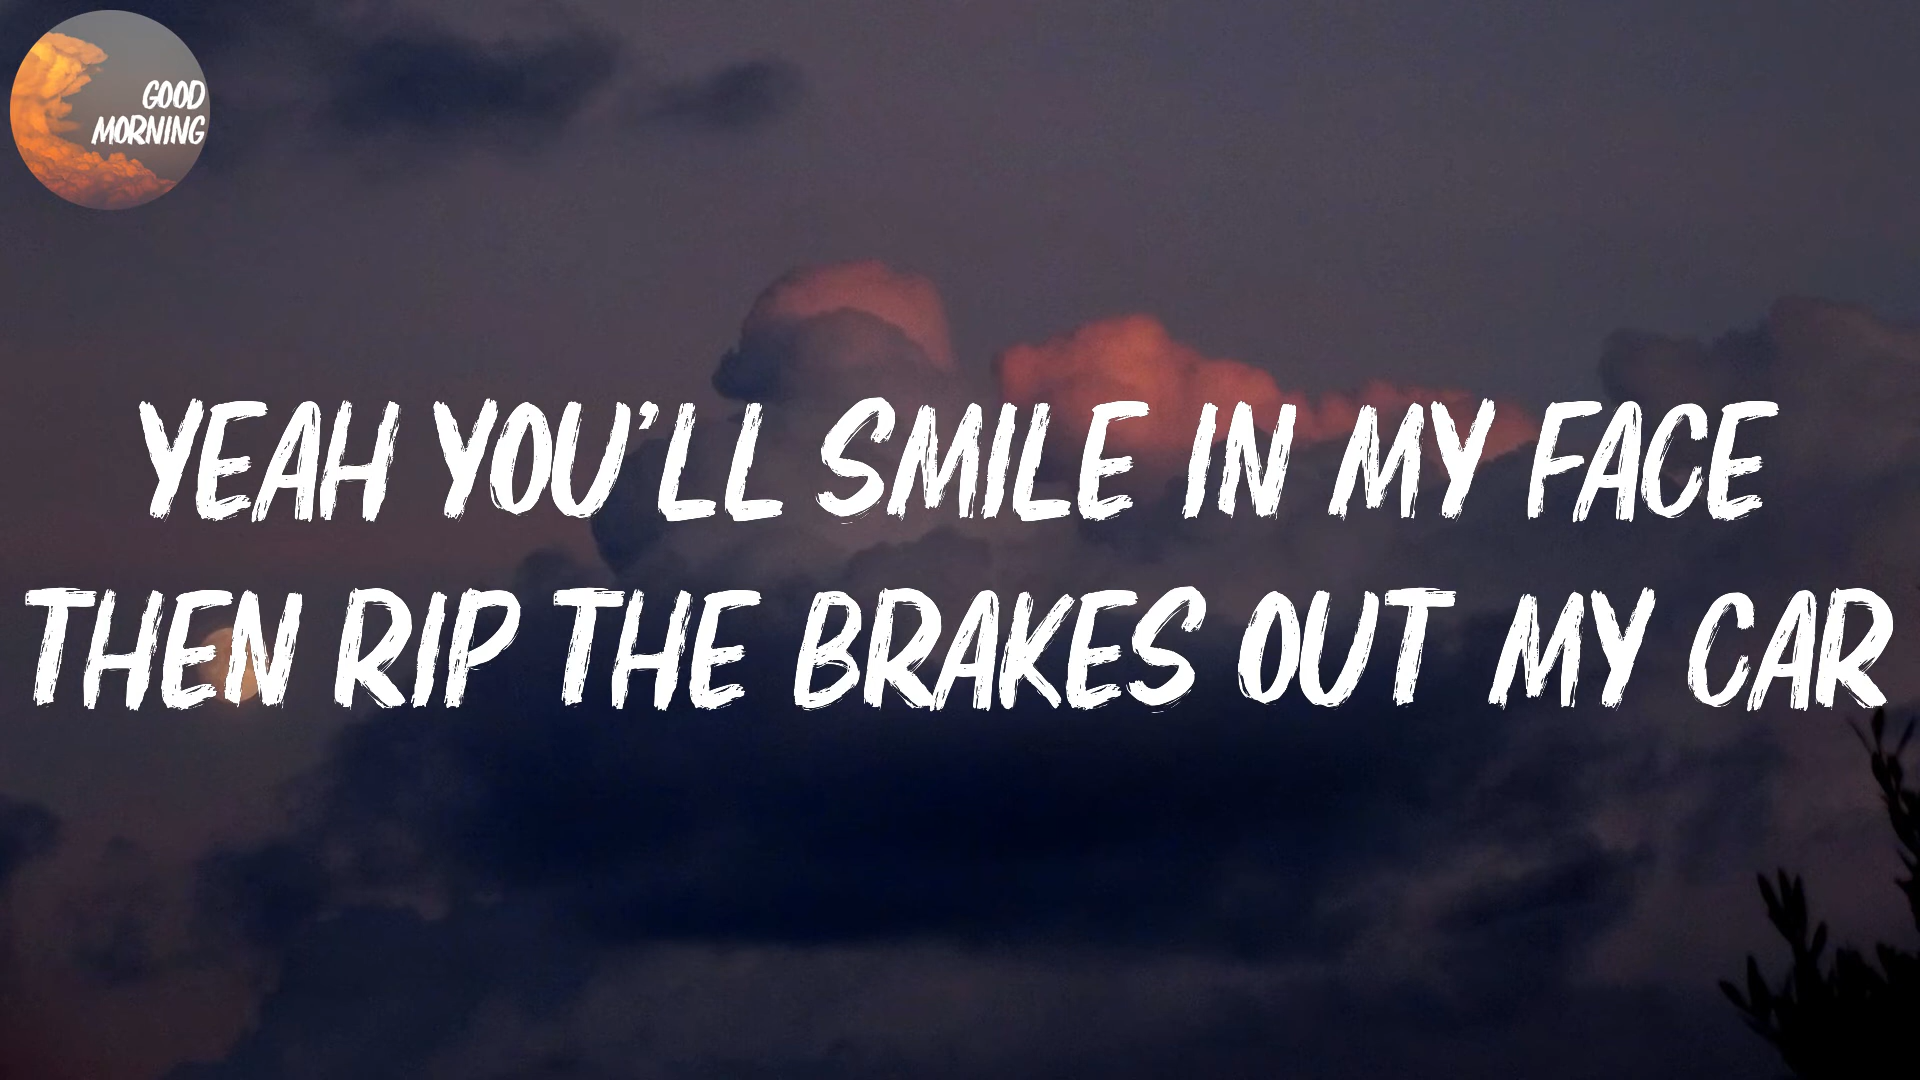 GOOD
MORNING
YEAH YOU'LL SMILE IN MY FACE
THEN RIP THE BRAKES OUT MY CAR